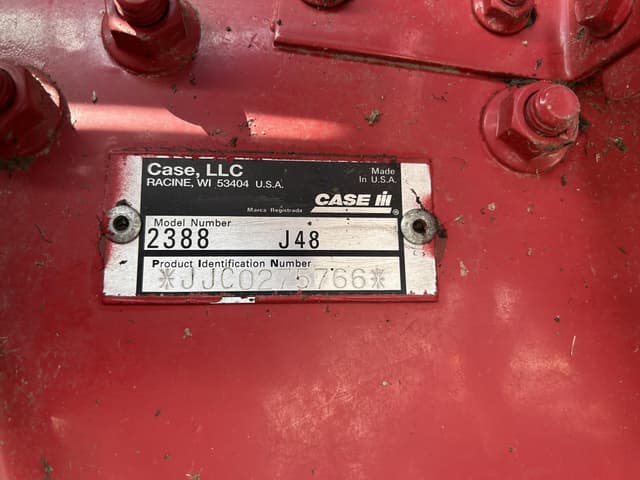 Case, LLC
RACINE, WI 53404 U.S.A.
Made
In U.S.A.
Marca Registrada
CASE IH
®
Model Number
2388 J48
Product Identification Number
*JJC0275766*